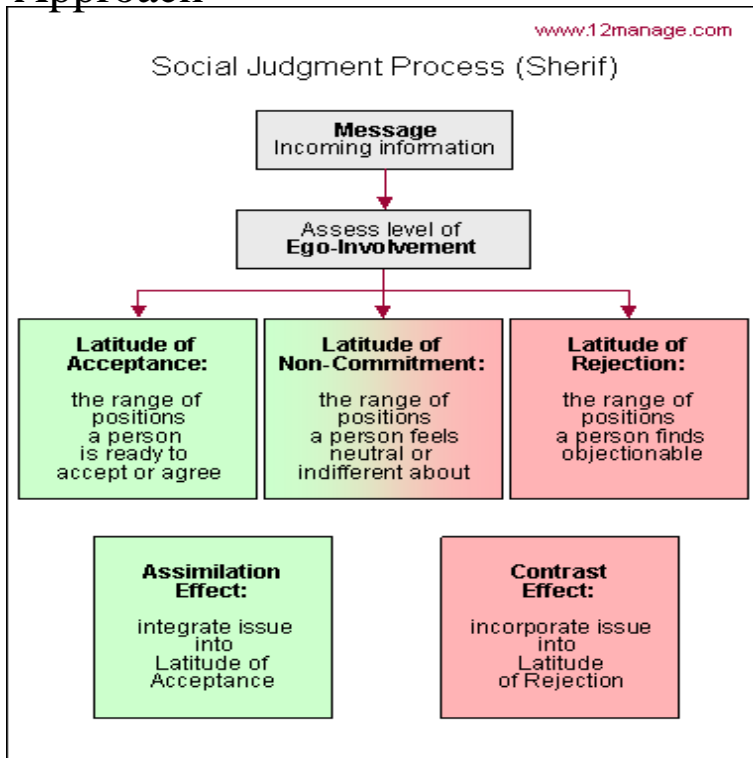 Approach
www.12manage.com
Social Judgment Process (Sherif)
Message
Incoming information
Assess level of
Ego-Involvement
Latitude of
Acceptance:
the range of
positions
a person
is ready to
accept or agree
Latitude of
Non-Commitment:
the range of
positions
a person feels
neutral or
indifferent about
Latitude of
Rejection:
the range of
positions
a person finds
objectionable
Assimilation
Effect:
integrate issue
into
Latitude of
Acceptance
Contrast
Effect:
incorporate issue
into
Latitude
of Rejection